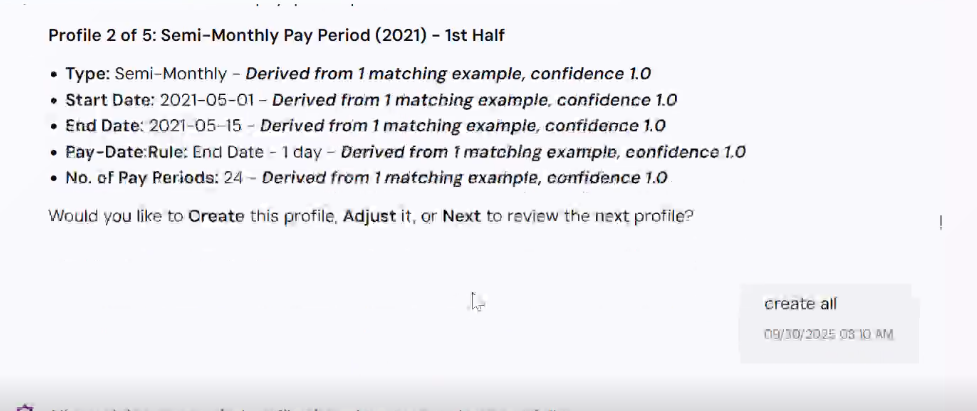 Profile 2 of 5: Semi-Monthly Pay Period (2021) - 1st Half
• Type: Semi-Monthly – Derived from 1 matching example, confidence 1.0
• Start Date: 2021-05-01 – Derived from 1 matching example, confidence 1.0
• End Date: 2021-05-15 – Derived from 1 matching example, confidence 1.0
• Pay-Date Rule: End Date - 1 day – Derived from 1 matching example, confidence 1.0
• No. of Pay Periods: 24 – Derived from 1 matching example, confidence 1.0
Would you like to Create this profile, Adjust it, or Next to review the next profile?
create all
09/30/2025 03:10 AM